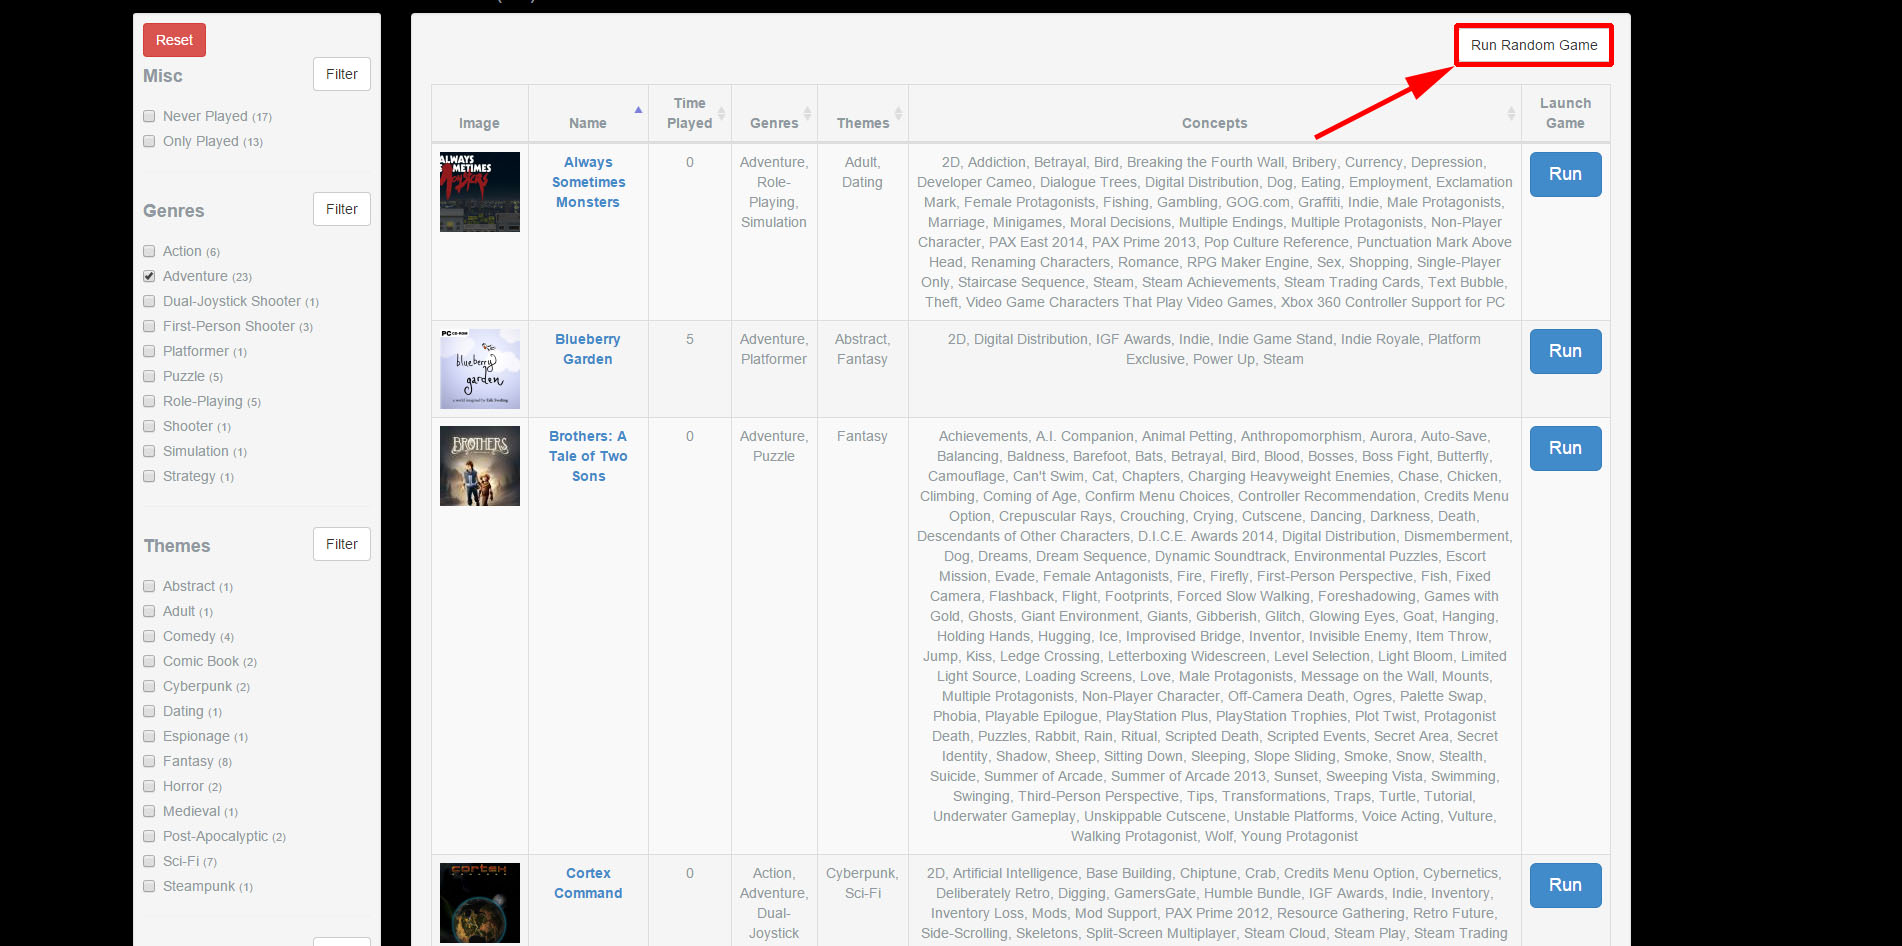 Reset
Misc
Filter
Never Played (17)
Only Played (13)
Genres
Filter
Action (6)
Adventure (23)
Dual-Joystick Shooter (1)
First-Person Shooter (3)
Platformer (1)
Puzzle (5)
Role-Playing (5)
Shooter (1)
Simulation (1)
Strategy (1)
Themes
Filter
Abstract (1)
Adult (1)
Comedy (4)
Comic Book (2)
Cyberpunk (2)
Dating (1)
Espionage (1)
Fantasy (8)
Horror (2)
Medieval (1)
Post-Apocalyptic (2)
Sci-Fi (7)
Steampunk (1)
Run Random Game
Image
Name
Time
Played
Genres
Themes
Concepts
Launch
Game
ALWAYS
SOMETIMES
MONSTERS
Always
Sometimes
Monsters
0
Adventure,
Role-
Playing,
Simulation
Adult,
Dating
2D, Addiction, Betrayal, Bird, Breaking the Fourth Wall, Bribery, Currency, Depression,
Developer Cameo, Dialogue Trees, Digital Distribution, Dog, Eating, Employment, Exclamation
Mark, Female Protagonists, Fishing, Gambling, GOG.com, Graffiti, Indie, Male Protagonists,
Marriage, Minigames, Moral Decisions, Multiple Endings, Multiple Protagonists, Non-Player
Character, PAX East 2014, PAX Prime 2013, Pop Culture Reference, Punctuation Mark Above
Head, Renaming Characters, Romance, RPG Maker Engine, Sex, Shopping, Single-Player
Only, Staircase Sequence, Steam, Steam Achievements, Steam Trading Cards, Text Bubble,
Theft, Video Game Characters That Play Video Games, Xbox 360 Controller Support for PC
Run
PC CD-ROM
blueberry
garden
a world inspired by Erik Svedäng
Blueberry
Garden
5
Adventure,
Platformer
Abstract,
Fantasy
2D, Digital Distribution, IGF Awards, Indie, Indie Game Stand, Indie Royale, Platform
Exclusive, Power Up, Steam
Run
BROTHERS
Brothers: A
Tale of Two
Sons
0
Adventure,
Puzzle
Fantasy
Achievements, A.I. Companion, Animal Petting, Anthropomorphism, Aurora, Auto-Save,
Balancing, Baldness, Barefoot, Bats, Betrayal, Bird, Blood, Bosses, Boss Fight, Butterfly,
Camouflage, Can't Swim, Cat, Chapters, Charging Heavyweight Enemies, Chase, Chicken,
Climbing, Coming of Age, Confirm Menu Choices, Controller Recommendation, Credits Menu
Option, Crepuscular Rays, Crouching, Crying, Cutscene, Dancing, Darkness, Death,
Descendants of Other Characters, D.I.C.E. Awards 2014, Digital Distribution, Dismemberment,
Dog, Dreams, Dream Sequence, Dynamic Soundtrack, Environmental Puzzles, Escort
Mission, Evade, Female Antagonists, Fire, Firefly, First-Person Perspective, Fish, Fixed
Camera, Flashback, Flight, Footprints, Forced Slow Walking, Foreshadowing, Games with
Gold, Ghosts, Giant Environment, Giants, Gibberish, Glitch, Glowing Eyes, Goat, Hanging,
Holding Hands, Hugging, Ice, Improvised Bridge, Inventor, Invisible Enemy, Item Throw,
Jump, Kiss, Ledge Crossing, Letterboxing Widescreen, Level Selection, Light Bloom, Limited
Light Source, Loading Screens, Love, Male Protagonists, Message on the Wall, Mounts,
Multiple Protagonists, Non-Player Character, Off-Camera Death, Ogres, Palette Swap,
Phobia, Playable Epilogue, PlayStation Plus, PlayStation Trophies, Plot Twist, Protagonist
Death, Puzzles, Rabbit, Rain, Ritual, Scripted Death, Scripted Events, Secret Area, Secret
Identity, Shadow, Sheep, Sitting Down, Sleeping, Slope Sliding, Smoke, Snow, Stealth,
Suicide, Summer of Arcade, Summer of Arcade 2013, Sunset, Sweeping Vista, Swimming,
Swinging, Third-Person Perspective, Tips, Transformations, Traps, Turtle, Tutorial,
Underwater Gameplay, Unskippable Cutscene, Unstable Platforms, Voice Acting, Vulture,
Walking Protagonist, Wolf, Young Protagonist
Run
CORTEX
Cortex
Command
0
Action,
Adventure,
Dual-
Joystick
Cyberpunk,
Sci-Fi
2D, Artificial Intelligence, Base Building, Chiptune, Crab, Credits Menu Option, Cybernetics,
Deliberately Retro, Digging, GamersGate, Humble Bundle, IGF Awards, Indie, Inventory,
Inventory Loss, Mods, Mod Support, PAX Prime 2012, Resource Gathering, Retro Future,
Side-Scrolling, Skeletons, Split-Screen Multiplayer, Steam Cloud, Steam Play, Steam Trading
Run